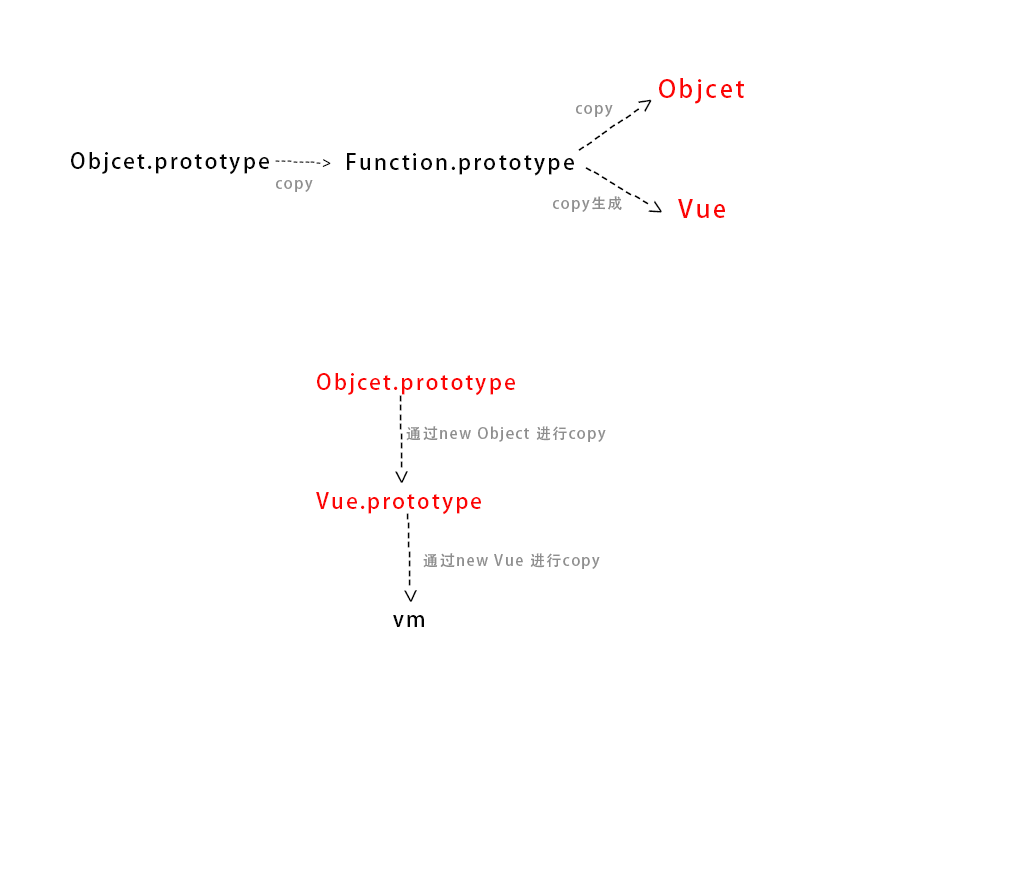 Objcet
copy
Objcet.prototype
Function.prototype
copy
copy生成
Vue
Objcet.prototype
通过new Object 进行copy
Vue.prototype
通过new Vue 进行copy
vm